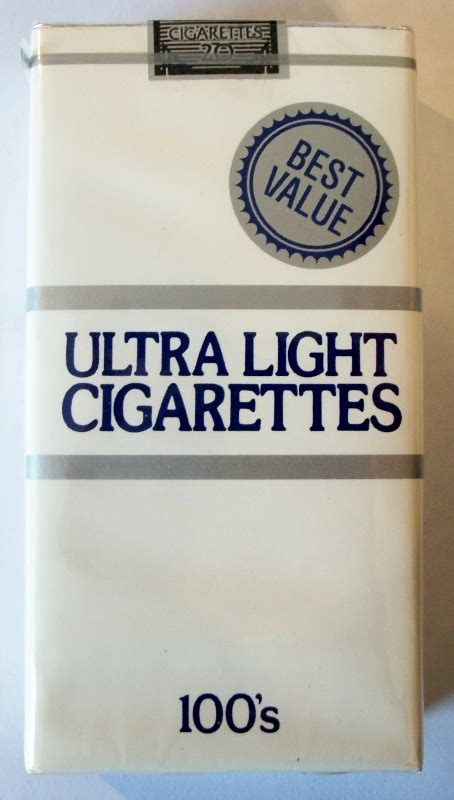 CIGARETTES
20
BEST
VALUE
ULTRA LIGHT
CIGARETTES
100's